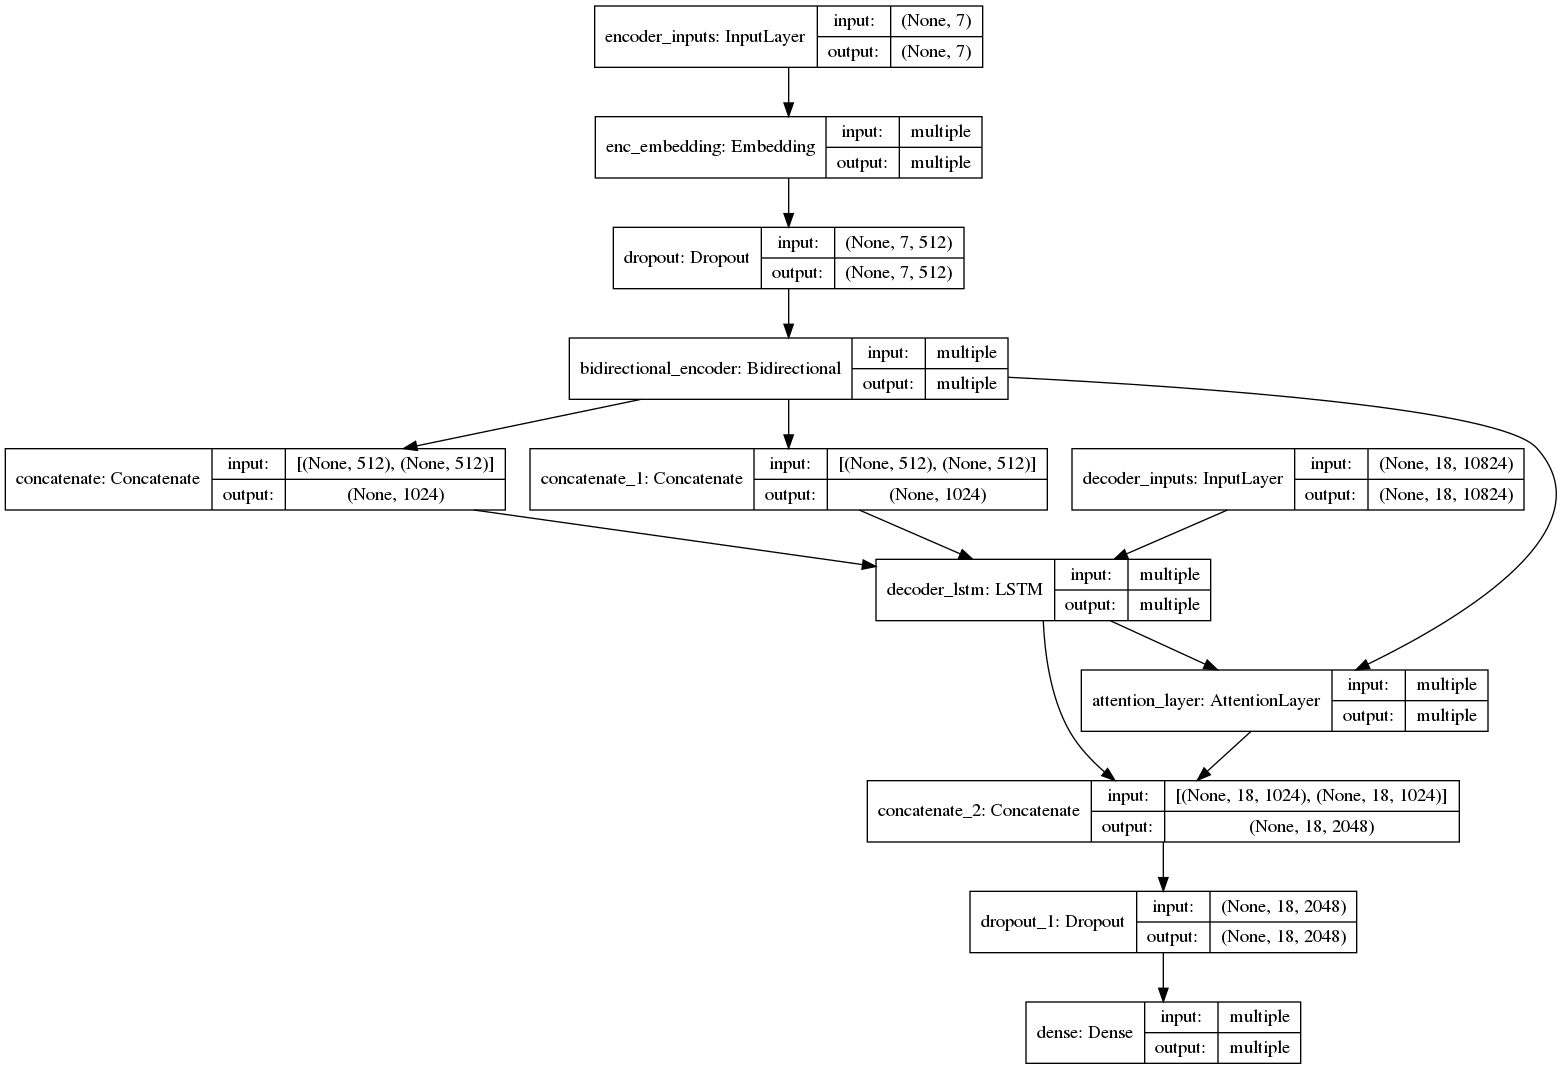 encoder_inputs: InputLayer
input: (None, 7)
output: (None, 7)
enc_embedding: Embedding
input: multiple
output: multiple
dropout: Dropout
input: (None, 7, 512)
output: (None, 7, 512)
bidirectional_encoder: Bidirectional
input: multiple
output: multiple
concatenate: Concatenate
input: [(None, 512), (None, 512)]
output: (None, 1024)
concatenate_1: Concatenate
input: [(None, 512), (None, 512)]
output: (None, 1024)
decoder_inputs: InputLayer
input: (None, 18, 10824)
output: (None, 18, 10824)
decoder_lstm: LSTM
input: multiple
output: multiple
attention_layer: AttentionLayer
input: multiple
output: multiple
concatenate_2: Concatenate
input: [(None, 18, 1024), (None, 18, 1024)]
output: (None, 18, 2048)
dropout_1: Dropout
input: (None, 18, 2048)
output: (None, 18, 2048)
dense: Dense
input: multiple
output: multiple